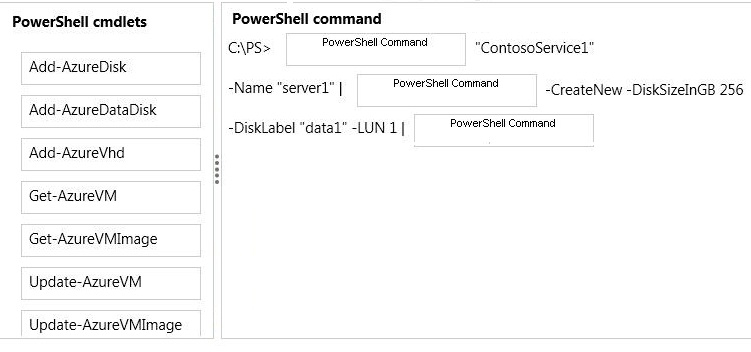 PowerShell cmdlets
Add-AzureDisk
Add-AzureDataDisk
Add-AzureVhd
Get-AzureVM
Get-AzureVMImage
Update-AzureVM
Update-AzureVMImage
PowerShell command
C:\PS> PowerShell Command "ContosoService1"
-Name "server1" | PowerShell Command -CreateNew -DiskSizeInGB 256
-DiskLabel "data1" -LUN 1 | PowerShell Command